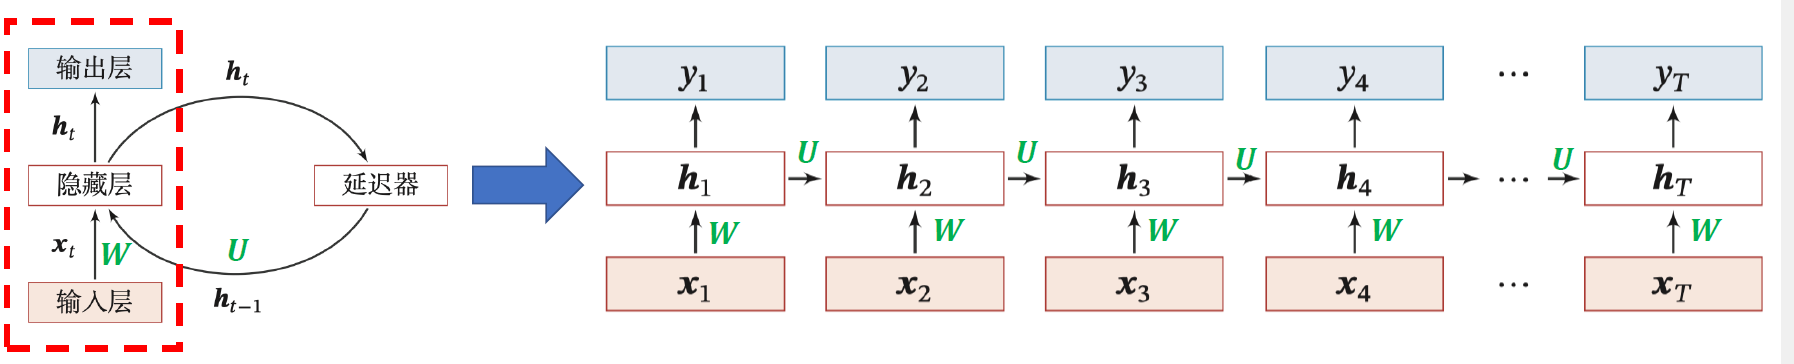 输出层
h_t
h_t
隐藏层
延迟器
x_t
W
U
h_{t-1}
输入层
y_1 y_2 y_3 y_4 ... y_T
U U U U
h_1 h_2 h_3 h_4 ... h_T
W W W W W
x_1 x_2 x_3 x_4 ... x_T